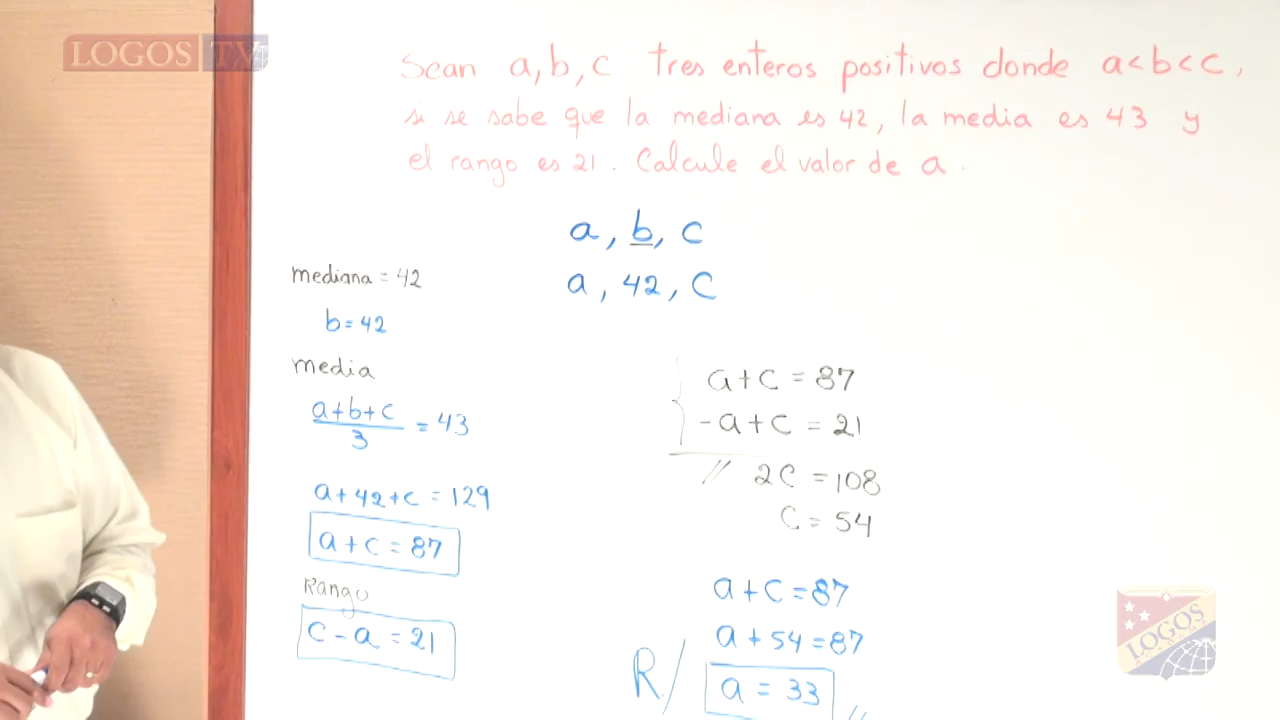 LOGOS TV
Sean a, b, c tres enteros positivos donde a < b < c,
si se sabe que la mediana es 42, la media es 43 y
el rango es 21. Calcule el valor de a.
a, b, c
a, 42, c
mediana = 42
b = 42
media
a+b+c
3
= 43
a + 42 + c = 129
a + c = 87
Rango
c - a = 21
a + c = 87
-a + c = 21
// 2c = 108
c = 54
a + c = 87
a + 54 = 87
R/ a = 33 //
LOGOS